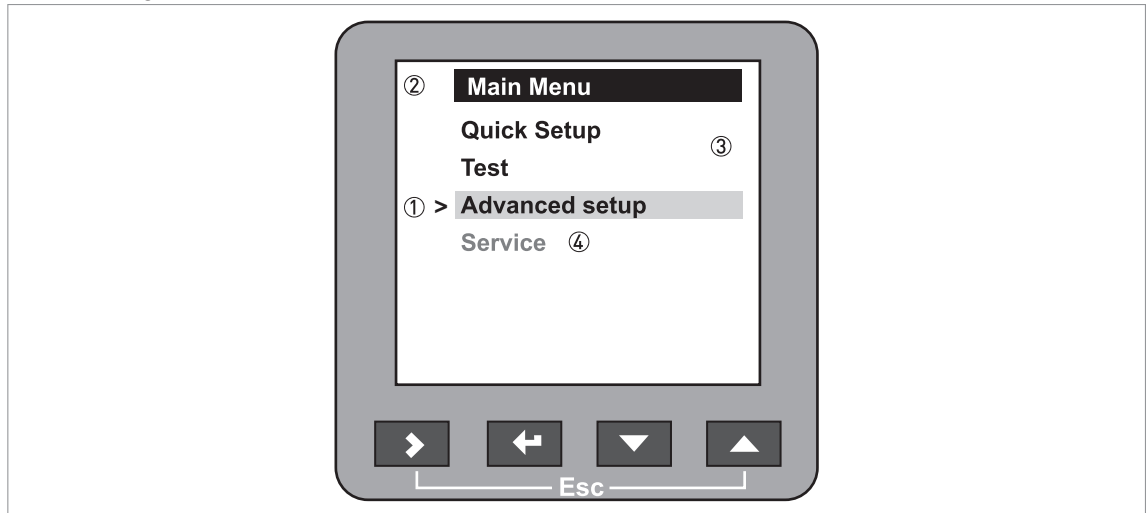 ② Main Menu
Quick Setup
③
Test
① > Advanced setup
Service ④
Esc